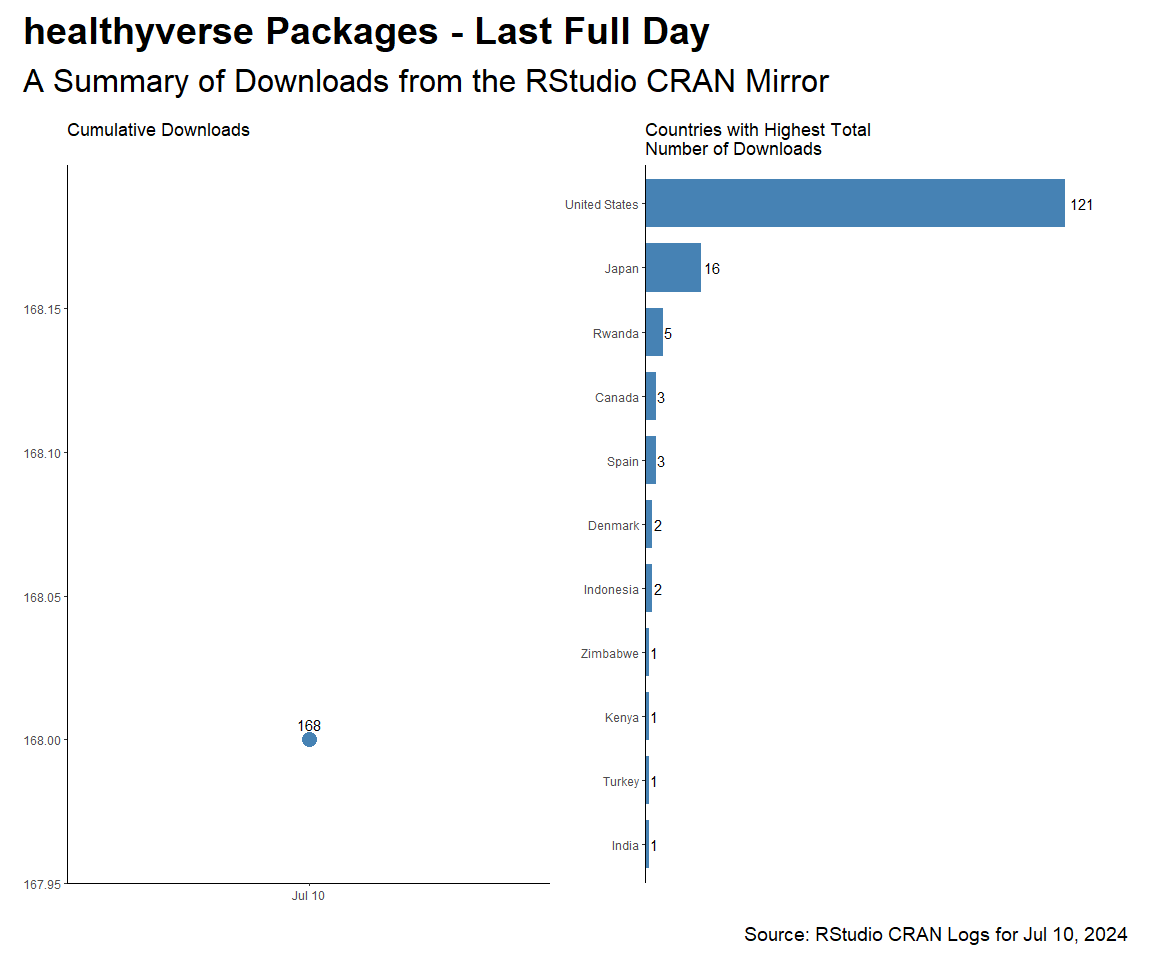 healthyverse Packages - Last Full Day
A Summary of Downloads from the RStudio CRAN Mirror
Cumulative Downloads
168.15
168.10
168.05
168.00
167.95
168
Jul 10
Countries with Highest Total
Number of Downloads
United States 121
Japan 16
Rwanda 5
Canada 3
Spain 3
Denmark 2
Indonesia 2
Zimbabwe 1
Kenya 1
Turkey 1
India 1
Source: RStudio CRAN Logs for Jul 10, 2024